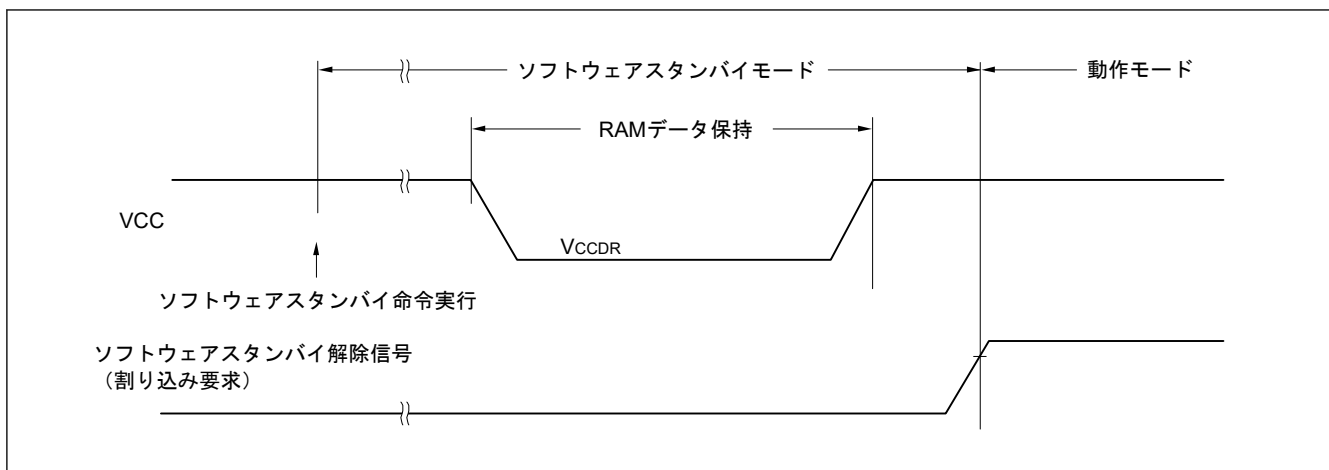 ソフトウェアスタンバイモード
動作モード
RAMデータ保持
VCC
VCCDR
ソフトウェアスタンバイ命令実行
ソフトウェアスタンバイ解除信号
（割り込み要求）